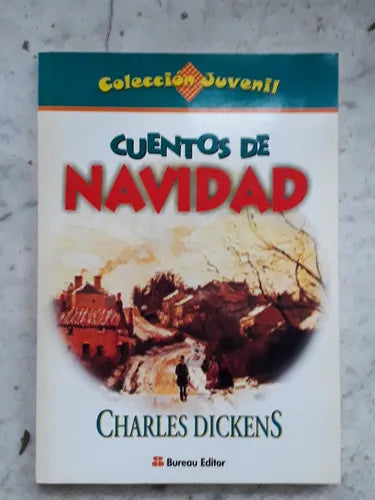 Colección Juvenil
CUENTOS DE
NAVIDAD
CHARLES DICKENS
Bureau Editor